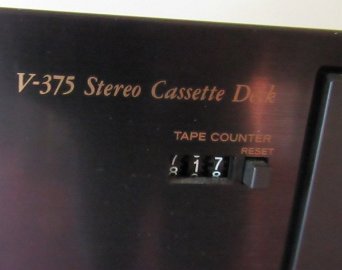 V-375 Stereo Cassette Deck
TAPE COUNTER
RESET